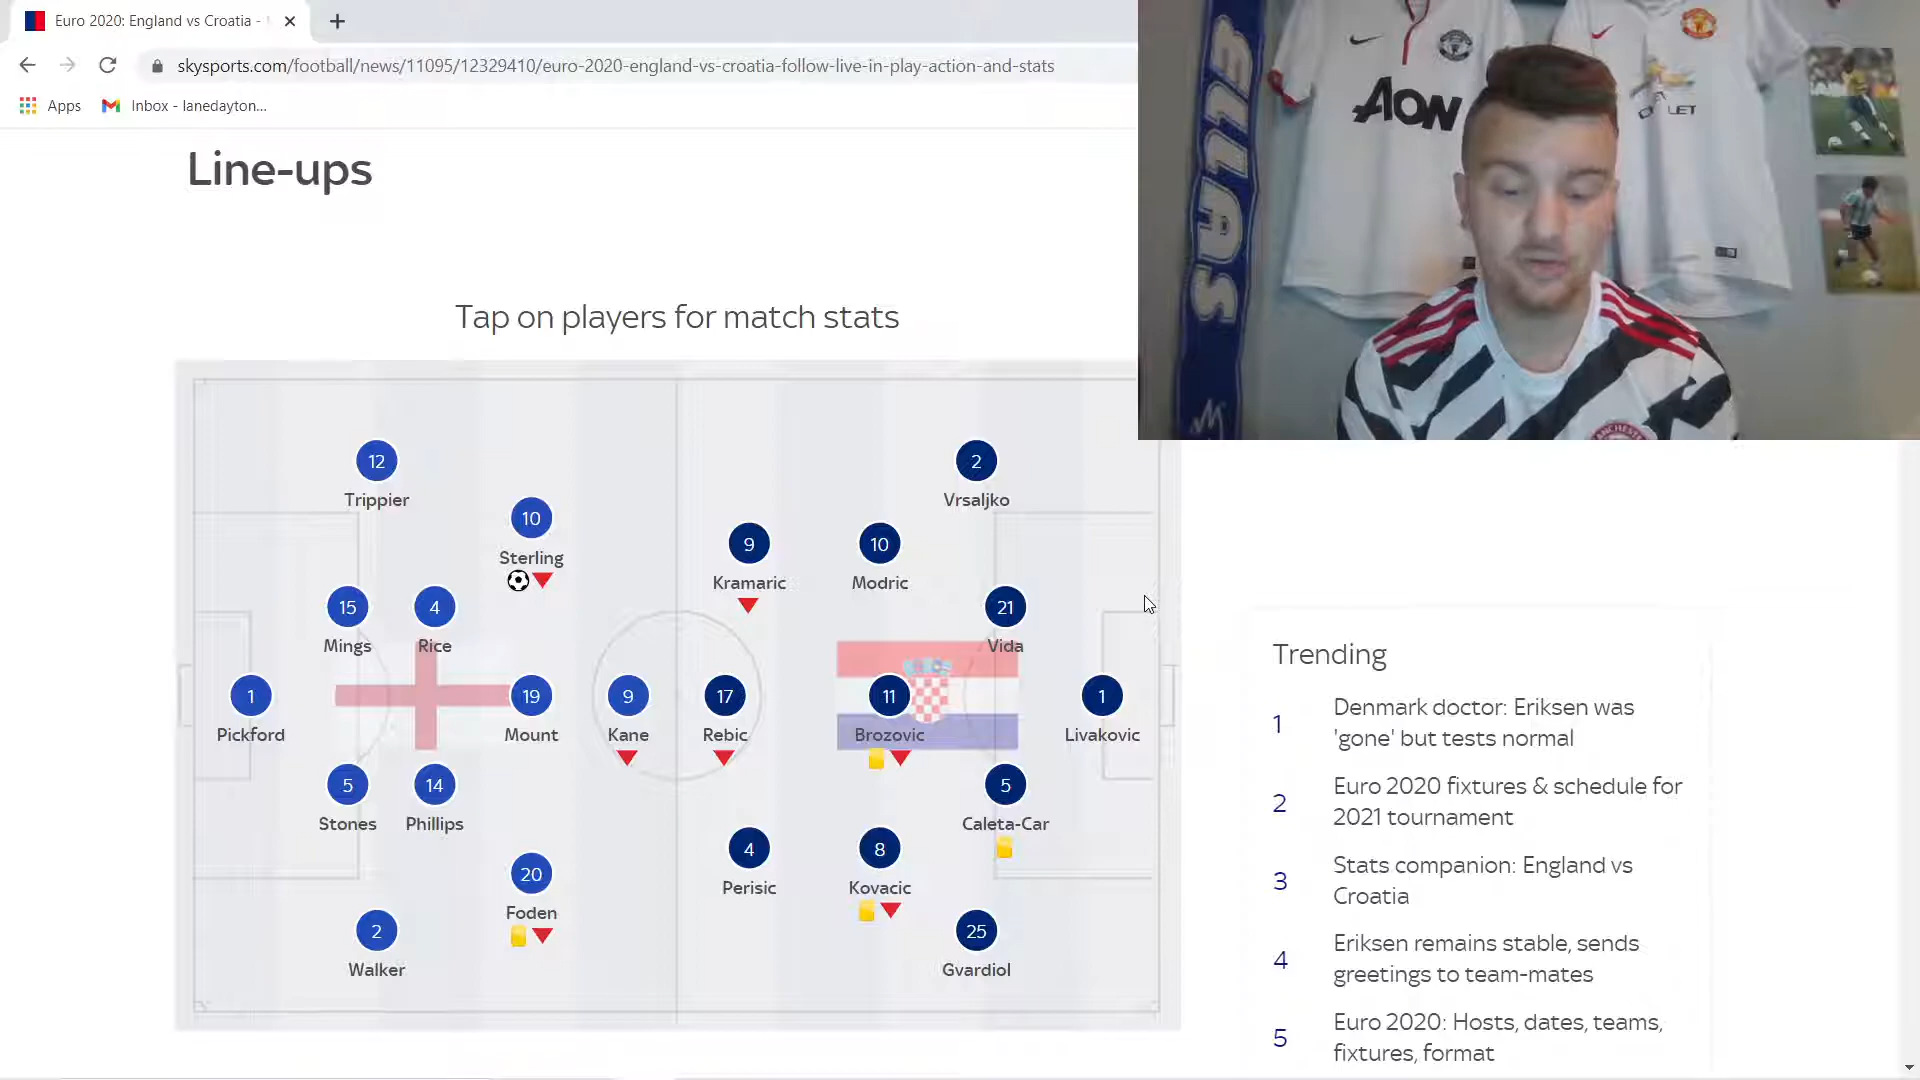 Euro 2020: England vs Croatia -
skysports.com/football/news/11095/12329410/euro-2020-england-vs-croatia-follow-live-in-play-action-and-stats
Apps
Inbox - lanedayton...
Line-ups
Tap on players for match stats
AON
12
Trippier
10
Sterling
15
Mings
4
Rice
1
Pickford
19
Mount
9
Kane
5
Stones
14
Phillips
20
Foden
2
Walker
9
Kramaric
10
Modric
2
Vrsaljko
21
Vida
17
Rebic
11
Brozovic
1
Livakovic
5
Caleta-Car
4
Perisic
8
Kovacic
25
Gvardiol
Trending
1
Denmark doctor: Eriksen was
'gone' but tests normal
2
Euro 2020 fixtures & schedule for
2021 tournament
3
Stats companion: England vs
Croatia
4
Eriksen remains stable, sends
greetings to team-mates
5
Euro 2020: Hosts, dates, teams,
fixtures, format